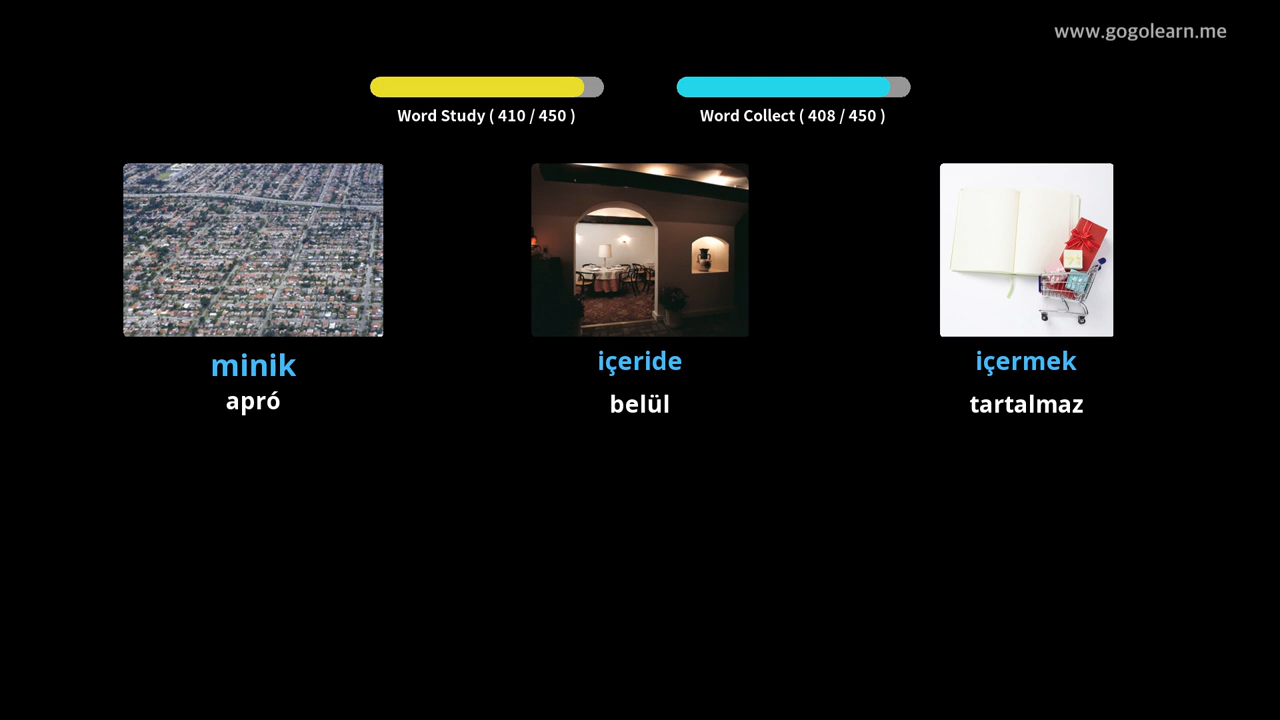 www.gogolearn.me
Word Study ( 410 / 450 )
Word Collect ( 408 / 450 )
minik
apró
içeride
belül
içermek
tartalmaz